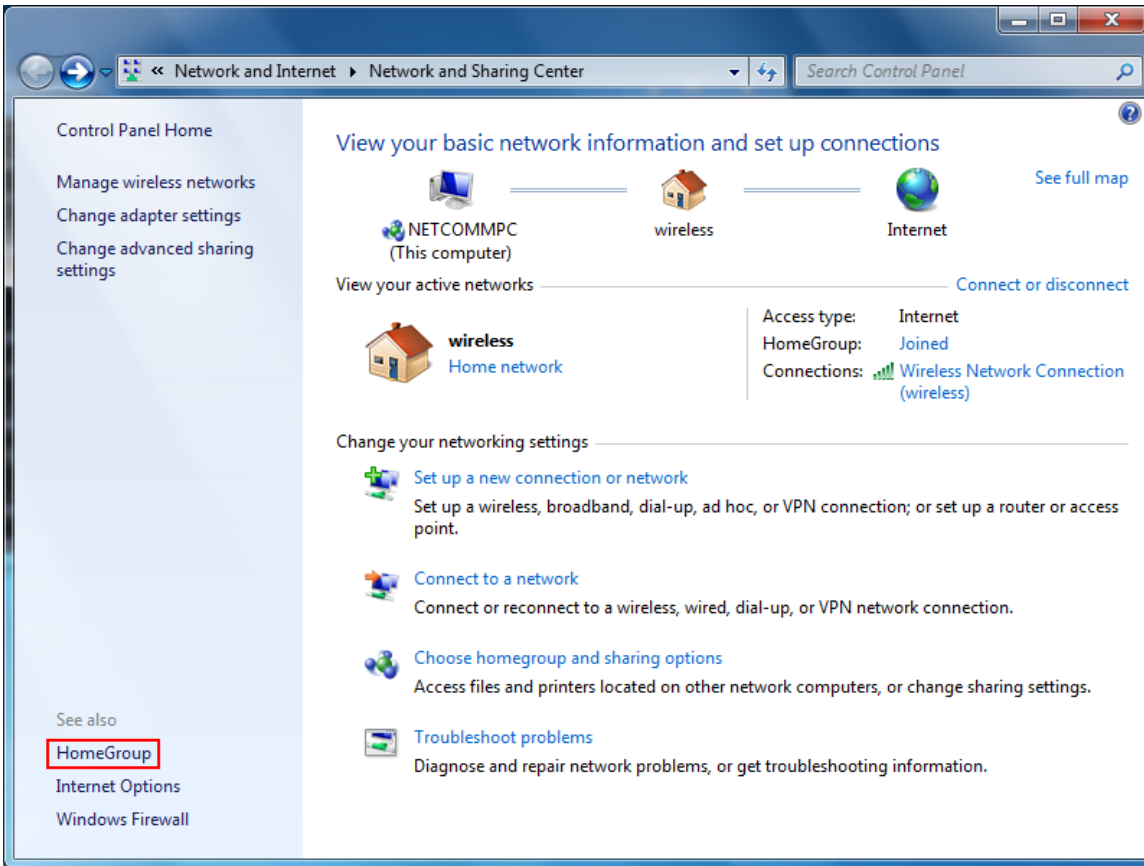 « Network and Internet ▸ Network and Sharing Center
Search Control Panel
Control Panel Home
Manage wireless networks
Change adapter settings
Change advanced sharing
settings
See also
HomeGroup
Internet Options
Windows Firewall
View your basic network information and set up connections
See full map
NETCOMMPC
(This computer)
wireless
Internet
View your active networks
Connect or disconnect
wireless
Home network
Access type: Internet
HomeGroup: Joined
Connections: Wireless Network Connection
(wireless)
Change your networking settings
Set up a new connection or network
Set up a wireless, broadband, dial-up, ad hoc, or VPN connection; or set up a router or access
point.
Connect to a network
Connect or reconnect to a wireless, wired, dial-up, or VPN network connection.
Choose homegroup and sharing options
Access files and printers located on other network computers, or change sharing settings.
Troubleshoot problems
Diagnose and repair network problems, or get troubleshooting information.